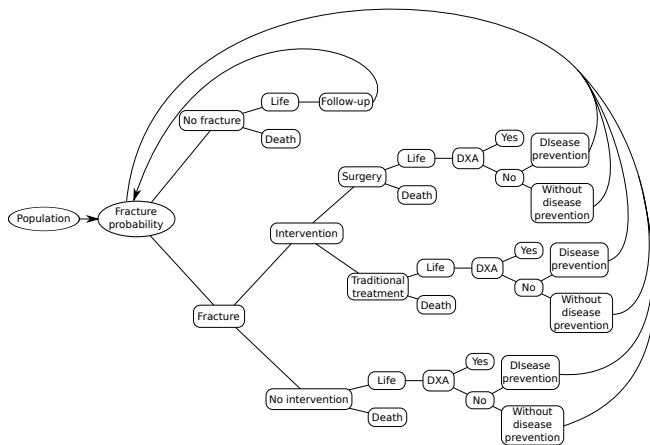 Life
Follow-up
No fracture
Death
Yes
DIsease
prevention
Life
DXA
No
Surgery
Death
Without
disease
prevention
Population
Fracture
probability
Intervention
Yes
Disease
prevention
Life
DXA
No
Traditional
treatment
Death
Without
disease
prevention
Fracture
Yes
DIsease
prevention
Life
DXA
No
No intervention
Death
Without
disease
prevention